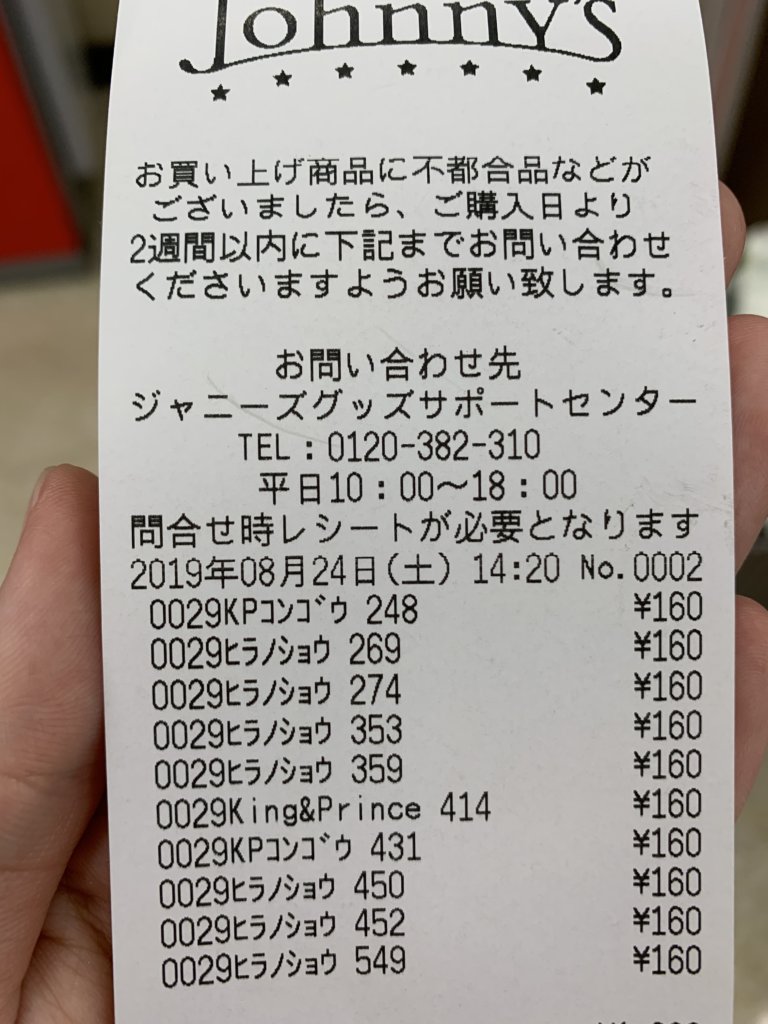 Johnny's
お買い上げ商品に不都合品などが
ございましたら、ご購入日より
2週間以内に下記までお問い合わせ
くださいますようお願い致します。
お問い合わせ先
ジャニーズグッズサポートセンター
TEL：0120-382-310
平日10：00～18：00
問合せ時レシートが必要となります
2019年08月24日(土) 14:20 No.0002
0029KPｺﾝｺﾞｳ 248 ¥160
0029ﾋﾗﾉｼｮｳ 269 ¥160
0029ﾋﾗﾉｼｮｳ 274 ¥160
0029ﾋﾗﾉｼｮｳ 353 ¥160
0029ﾋﾗﾉｼｮｳ 359 ¥160
0029King&Prince 414 ¥160
0029KPｺﾝｺﾞｳ 431 ¥160
0029ﾋﾗﾉｼｮｳ 450 ¥160
0029ﾋﾗﾉｼｮｳ 452 ¥160
0029ﾋﾗﾉｼｮｳ 549 ¥160